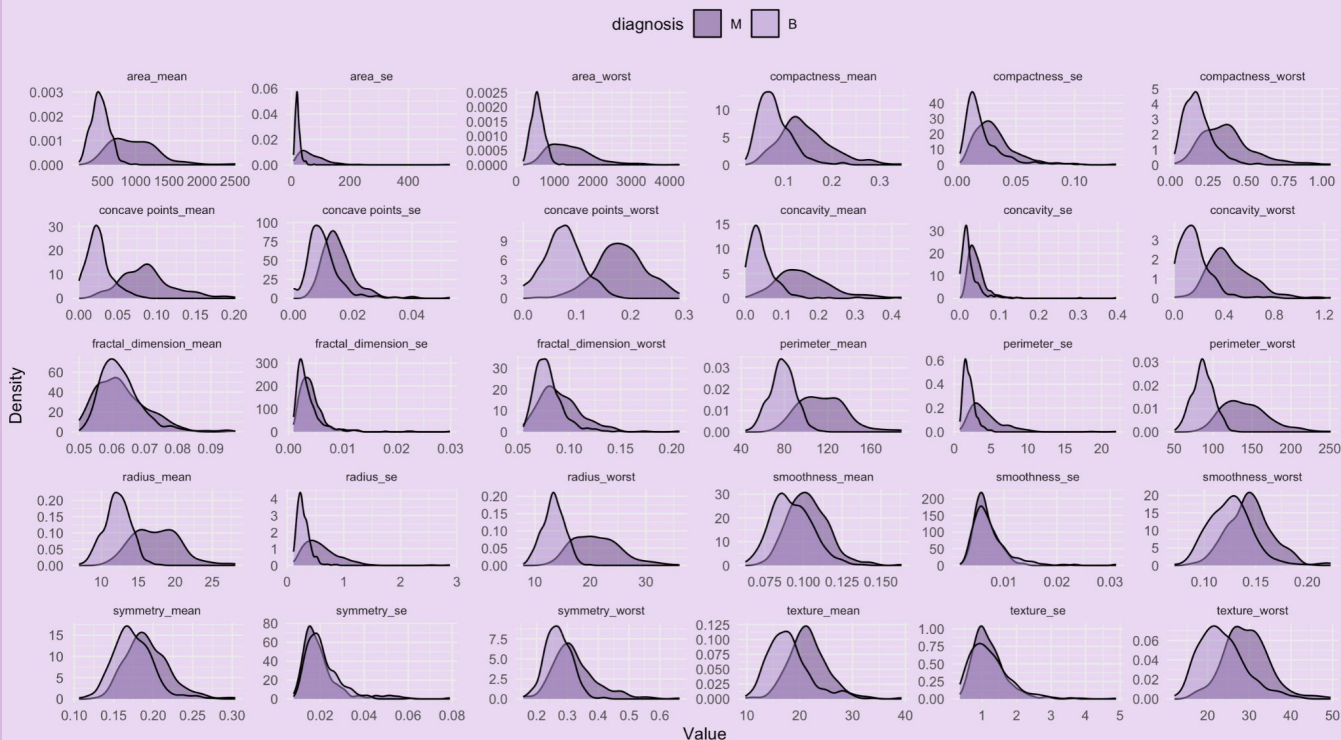 diagnosis M B
area_mean area_se area_worst compactness_mean compactness_se compactness_worst
0.003 0.002 0.001 0.000
500 1000 1500 2000 2500
0.06 0.04 0.02 0.00
0 200 400
0.0025 0.0020 0.0015 0.0010 0.0005 0.0000
0 1000 2000 3000 4000
10 5 0
0.1 0.2 0.3
40 30 20 10 0
0.00 0.05 0.10
5 4 3 2 1 0
0.00 0.25 0.50 0.75 1.00
concave points_mean concave points_se concave points_worst concavity_mean concavity_se concavity_worst
30 20 10 0
0.00 0.05 0.10 0.15 0.20
100 75 50 25 0
0.00 0.02 0.04
9 6 3 0
0.0 0.1 0.2 0.3
15 10 5 0
0.0 0.1 0.2 0.3 0.4
30 20 10 0
0.0 0.1 0.2 0.3 0.4
3 2 1 0
0.0 0.4 0.8 1.2
Density
fractal_dimension_mean fractal_dimension_se fractal_dimension_worst perimeter_mean perimeter_se perimeter_worst
60 40 20 0
0.05 0.06 0.07 0.08 0.09
300 200 100 0
0.00 0.01 0.02 0.03
30 20 10 0
0.05 0.10 0.15 0.20
0.03 0.02 0.01 0.00
40 80 120 160
0.6 0.4 0.2 0.0
0 5 10 15 20
0.03 0.02 0.01 0.00
50 100 150 200 250
radius_mean radius_se radius_worst smoothness_mean smoothness_se smoothness_worst
0.20 0.15 0.10 0.05 0.00
10 15 20 25
4 3 2 1 0
0 1 2 3
0.20 0.15 0.10 0.05 0.00
10 20 30
30 20 10 0
0.075 0.100 0.125 0.150
200 150 100 50 0
0.01 0.02 0.03
20 15 10 5 0
0.10 0.15 0.20
symmetry_mean symmetry_se symmetry_worst texture_mean texture_se texture_worst
15 10 5 0
0.10 0.15 0.20 0.25 0.30
80 60 40 20 0
0.02 0.04 0.06 0.08
7.5 5.0 2.5 0.0
0.2 0.3 0.4 0.5 0.6
0.125 0.100 0.075 0.050 0.025 0.000
10 20 30 40
1.00 0.75 0.50 0.25 0.00
1 2 3 4 5
0.06 0.04 0.02 0.00
20 30 40 50
Value